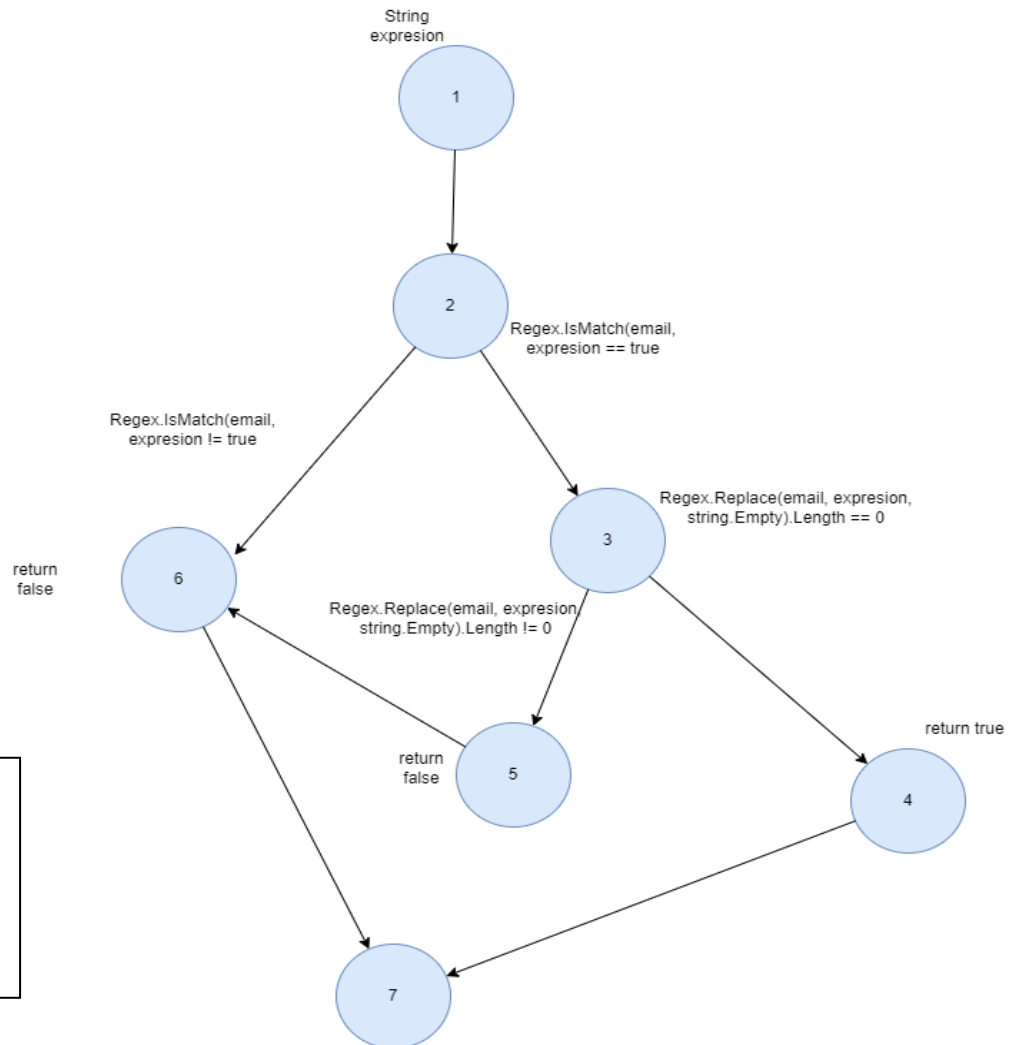 String
expresion
1
2
Regex.IsMatch(email,
expresion == true
Regex.IsMatch(email,
expresion != true
Regex.Replace(email, expresion,
string.Empty).Length == 0
3
return
false
6
Regex.Replace(email, expresion,
string.Empty).Length != 0
return true
return
false
5
4
7